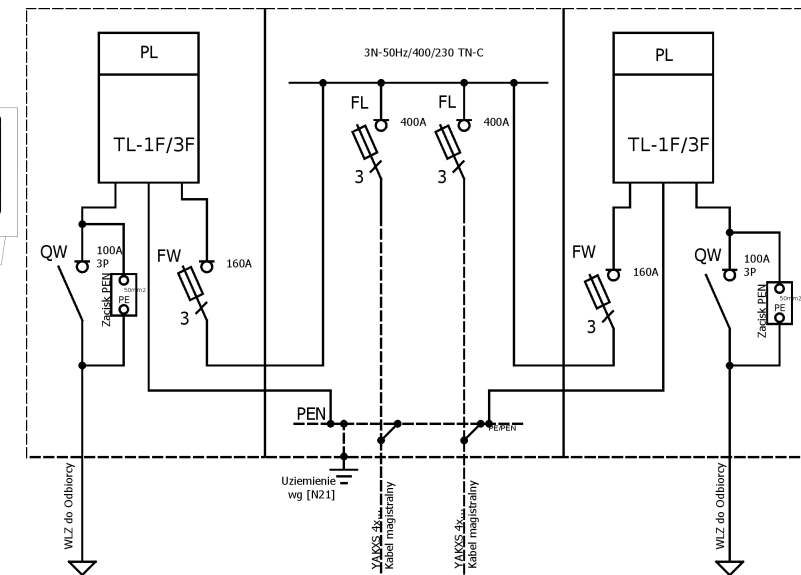 3N-50Hz/400/230 TN-C
PL
TL-1F/3F
QW
100A
3P
Zacisk PEN
50mm2
PE
FW
160A
3
FL
400A
3
FL
400A
3
PL
TL-1F/3F
FW
160A
3
QW
100A
3P
Zacisk PEN
50mm2
PE
PEN
PE/PEN
Uziemienie
wg [N21]
WLZ do Odbiorcy
YAKXS 4x...
Kabel magistralny
YAKXS 4x...
Kabel magistralny
WLZ do Odbiorcy